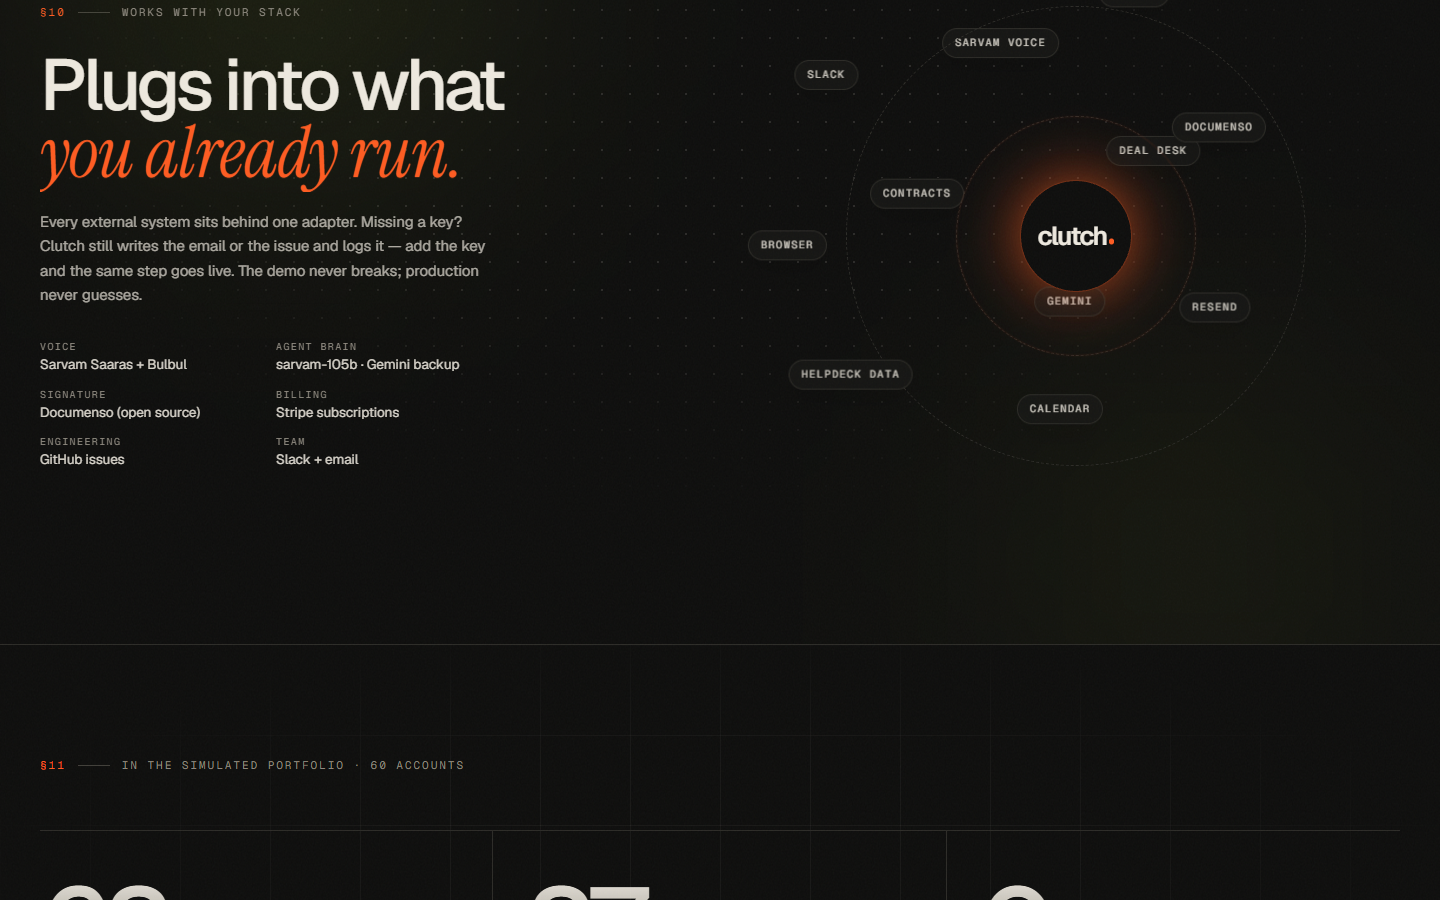 §10 WORKS WITH YOUR STACK
Plugs into what
you already run.
Every external system sits behind one adapter. Missing a key?
Clutch still writes the email or the issue and logs it — add the key
and the same step goes live. The demo never breaks; production
never guesses.
VOICE
Sarvam Saaras + Bulbul
AGENT BRAIN
sarvam-105b · Gemini backup
SIGNATURE
Documenso (open source)
BILLING
Stripe subscriptions
ENGINEERING
GitHub issues
TEAM
Slack + email
SARVAM VOICE
SLACK
DOCUMENSO
DEAL DESK
CONTRACTS
clutch.
BROWSER
GEMINI
RESEND
HELPDECK DATA
CALENDAR
§11 IN THE SIMULATED PORTFOLIO · 60 ACCOUNTS